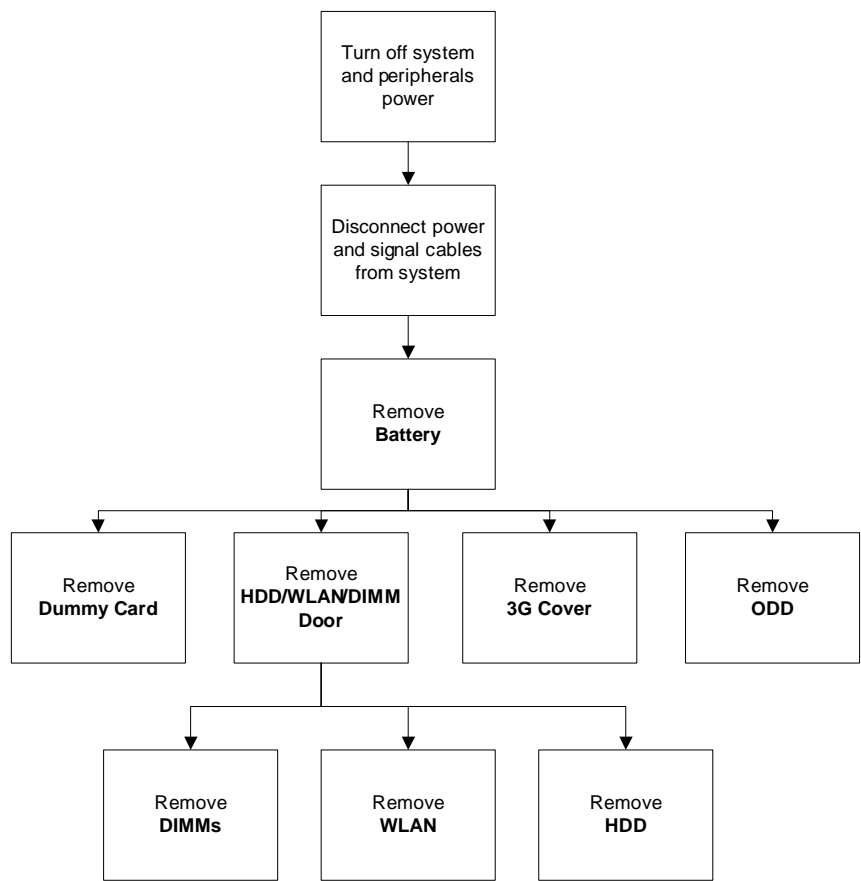 Turn off system
and peripherals
power
Disconnect power
and signal cables
from system
Remove
Battery
Remove
Dummy Card
Remove
HDD/WLAN/DIMM
Door
Remove
3G Cover
Remove
ODD
Remove
DIMMs
Remove
WLAN
Remove
HDD